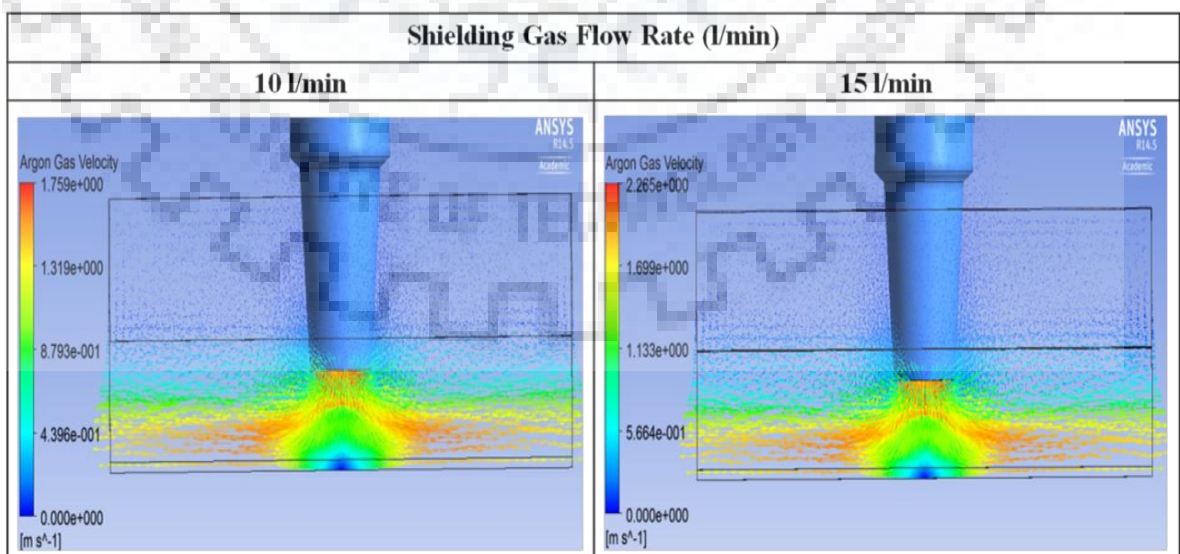 Shielding Gas Flow Rate (l/min)
10 l/min
15 l/min
ANSYS
R14.5
Academic
Argon Gas Velocity
1.759e+000
1.319e+000
8.793e-001
4.396e-001
0.000e+000
[m s^-1]
ANSYS
R14.5
Academic
Argon Gas Velocity
2.265e+000
1.699e+000
1.133e+000
5.664e-001
0.000e+000
[m s^-1]